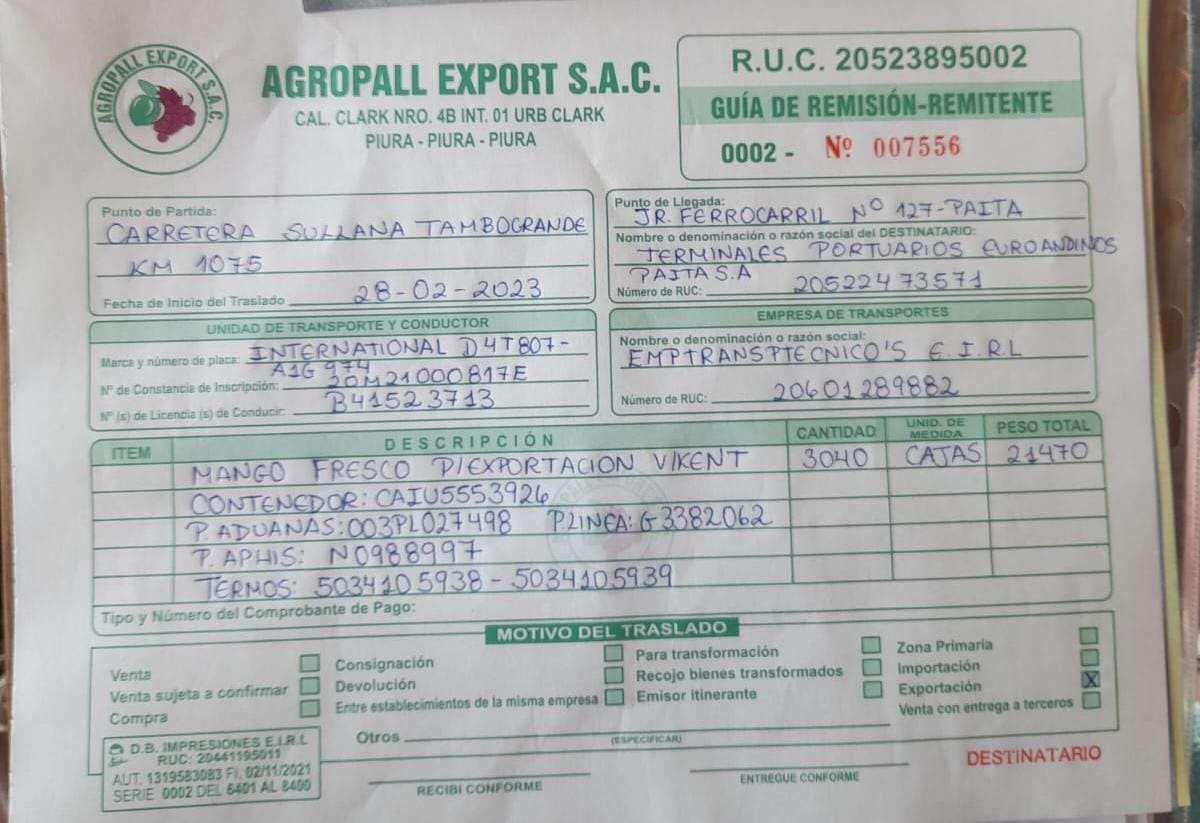 AGROPALL EXPORT S.A.C.
AGROPALL EXPORT S.A.C.
CAL. CLARK NRO. 4B INT. 01 URB CLARK
PIURA - PIURA - PIURA
R.U.C. 20523895002
GUÍA DE REMISIÓN-REMITENTE
0002 - Nº 007556
Punto de Partida:
CARRETERA SULLANA TAMBOGRANDE
KM 1075
Fecha de Inicio del Traslado 28-02-2023
Punto de Llegada:
JR. FERROCARRIL Nº 127-PAITA
Nombre o denominación o razón social del DESTINATARIO:
TERMINALES PORTUARIOS EUROANDINOS
PAITA S.A
Número de RUC: 20522473571
UNIDAD DE TRANSPORTE Y CONDUCTOR
Marca y número de placa: INTERNATIONAL D4T807-
A1G 974
Nº de Constancia de Inscripción: 20M21000817E
Nº (s) de Licencia (s) de Conducir: B41523713
EMPRESA DE TRANSPORTES
Nombre o denominación o razón social:
EMPTRANSPTECNICO'S E.I.R.L
Número de RUC: 20601289882
ITEM DESCRIPCIÓN CANTIDAD UNID. DE MEDIDA PESO TOTAL
MANGO FRESCO P/EXPORTACION V/KENT 3040 CAJAS 21470
CONTENEDOR: CAIU5553926
P. ADUANAS: 003PL027498 P.LINEA: G3382062
P. APHIS: N0988997
TERMOS: 5034105938 - 5034105939
Tipo y Número del Comprobante de Pago:
MOTIVO DEL TRASLADO
Venta
Venta sujeta a confirmar
Compra
Consignación
Devolución
Entre establecimientos de la misma empresa
Para transformación
Recojo bienes transformados
Emisor itinerante
Zona Primaria
Importación
Exportación X
Venta con entrega a terceros
Otros
(ESPECIFICAR)
D.B. IMPRESIONES E.I.R.L
RUC: 20441195011
AUT. 1319583083 F.I. 02/11/2021
SERIE 0002 DEL 6401 AL 8400
RECIBI CONFORME
ENTREGUE CONFORME
DESTINATARIO